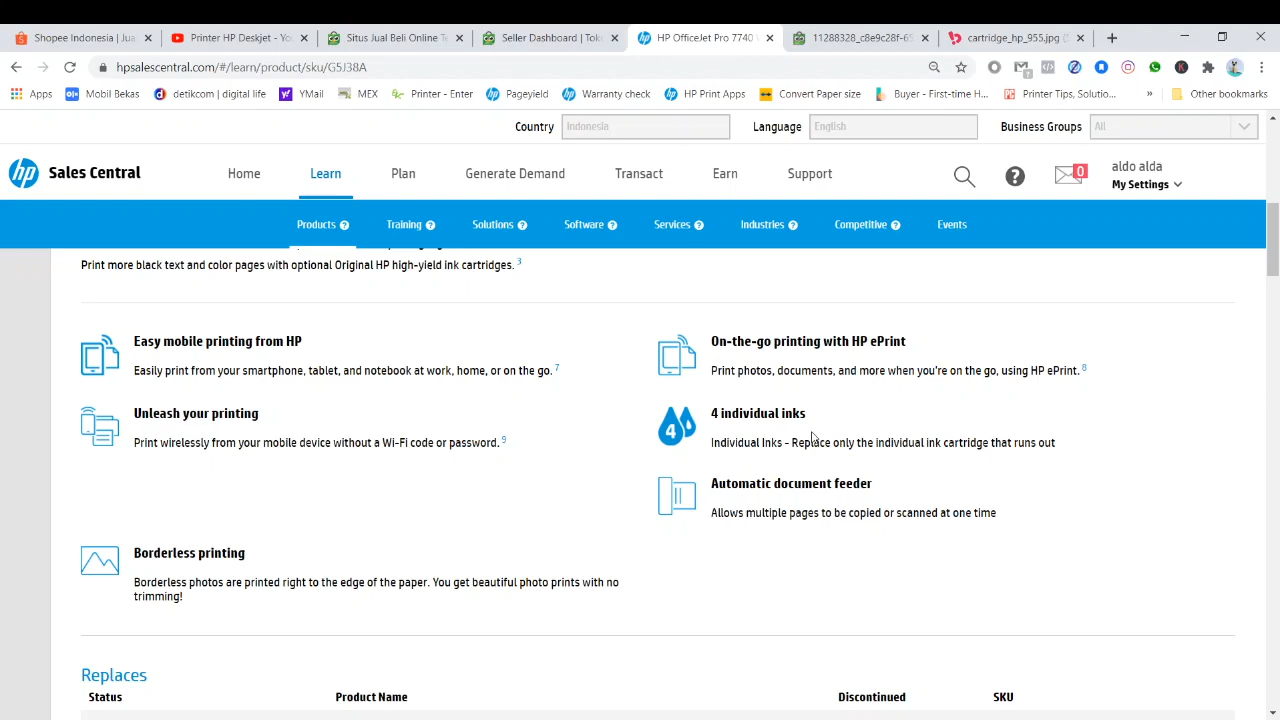 Shopee Indonesia | Jua
Printer HP Deskjet - Yo
Situs Jual Beli Online Te
Seller Dashboard | Toko
HP OfficeJet Pro 7740 W
11288328_c8e9c28f-65
cartridge_hp_955.jpg (5
hpsalescentral.com/#/learn/product/sku/G5J38A
Apps
Mobil Bekas
detikcom | digital life
YMail
MEX
Printer - Enter
Pageyield
Warranty check
HP Print Apps
Convert Paper size
Buyer - First-time H...
Printer Tips, Solutio...
»
Other bookmarks
Country
Indonesia
Language
English
Business Groups
All
hp
Sales Central
Home
Learn
Plan
Generate Demand
Transact
Earn
Support
0
aldo alda
My Settings
Products
Training
Solutions
Software
Services
Industries
Competitive
Events
Print more black text and color pages with optional Original HP high-yield ink cartridges. 3
Easy mobile printing from HP
Easily print from your smartphone, tablet, and notebook at work, home, or on the go. 7
On-the-go printing with HP ePrint
Print photos, documents, and more when you're on the go, using HP ePrint. 8
Unleash your printing
Print wirelessly from your mobile device without a Wi-Fi code or password. 9
4
4 individual inks
Individual Inks - Replace only the individual ink cartridge that runs out
Automatic document feeder
Allows multiple pages to be copied or scanned at one time
Borderless printing
Borderless photos are printed right to the edge of the paper. You get beautiful photo prints with no
trimming!
Replaces
Status
Product Name
Discontinued
SKU